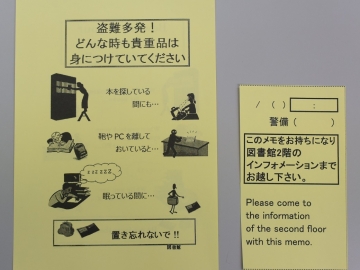 盗難多発！
どんな時も貴重品は
身につけていてください
本を探している
間にも…
鞄や PC を離して
おいていると…
zzzzzz
眠っている間に…
置き忘れないで!!
図書館
/ ( ) :
警備 ( )
このメモをお持ちになり
図書館2階の
インフォメーションまで
お越し下さい。
Please come to
the information
of the second floor
with this memo.